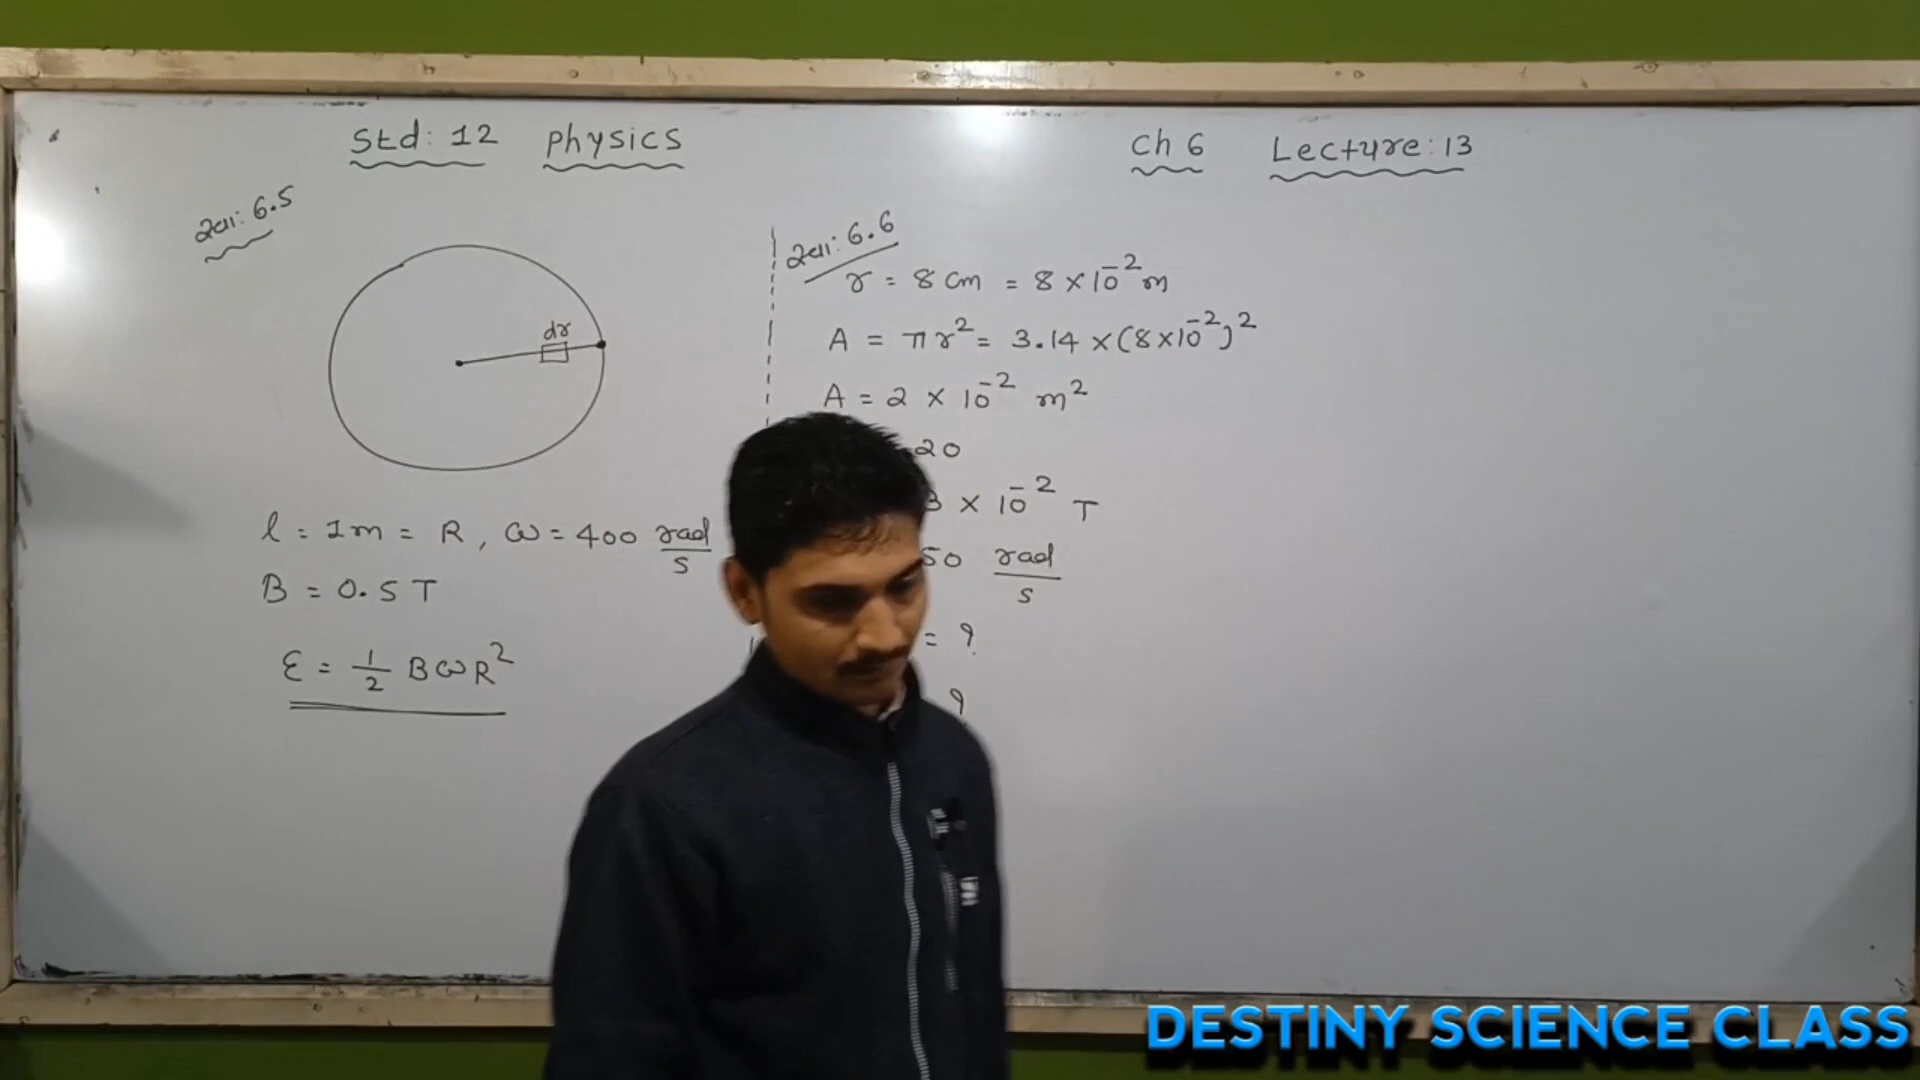 Std: 12 Physics
Ch 6 Lecture: 13
સ્વા: 6.5
dr
l = 1m = R, ω = 400 rad/s
B = 0.5 T
ε = 1/2 BωR²
સ્વા: 6.6
r = 8 cm = 8 × 10⁻² m
A = πr² = 3.14 × (8×10⁻²)²
A = 2 × 10⁻² m²
20
3 × 10⁻² T
50 rad/s
= ?
?
DESTINY SCIENCE CLASS